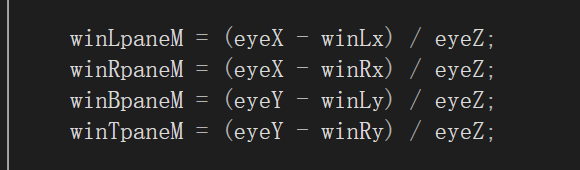 winLpaneM = (eyeX - winLx) / eyeZ;
winRpaneM = (eyeX - winRx) / eyeZ;
winBpaneM = (eyeY - winLy) / eyeZ;
winTpaneM = (eyeY - winRy) / eyeZ;